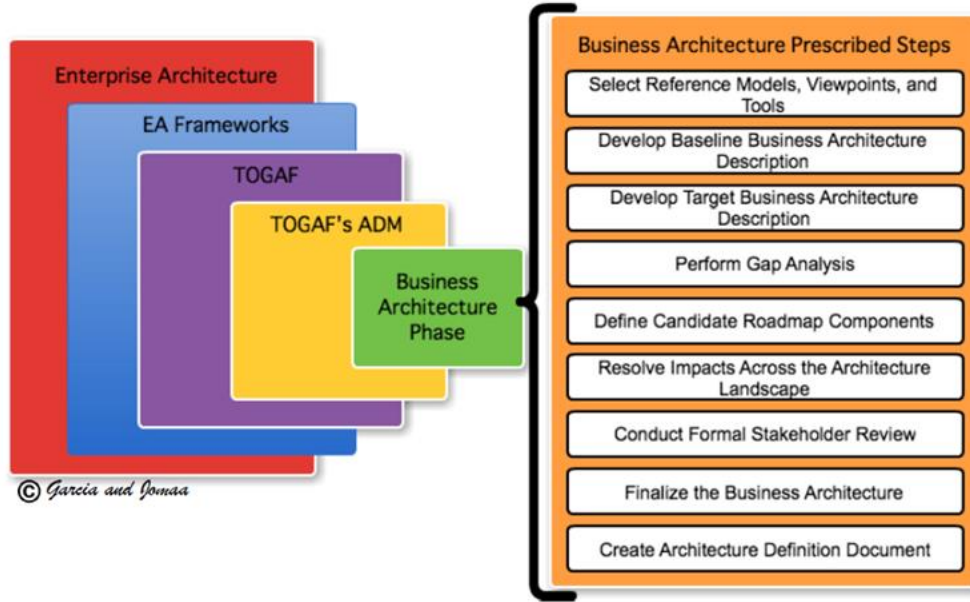 Enterprise Architecture
EA Frameworks
TOGAF
TOGAF's ADM
Business
Architecture
Phase
© Garcia and Jomaa
Business Architecture Prescribed Steps
Select Reference Models, Viewpoints, and
Tools
Develop Baseline Business Architecture
Description
Develop Target Business Architecture
Description
Perform Gap Analysis
Define Candidate Roadmap Components
Resolve Impacts Across the Architecture
Landscape
Conduct Formal Stakeholder Review
Finalize the Business Architecture
Create Architecture Definition Document